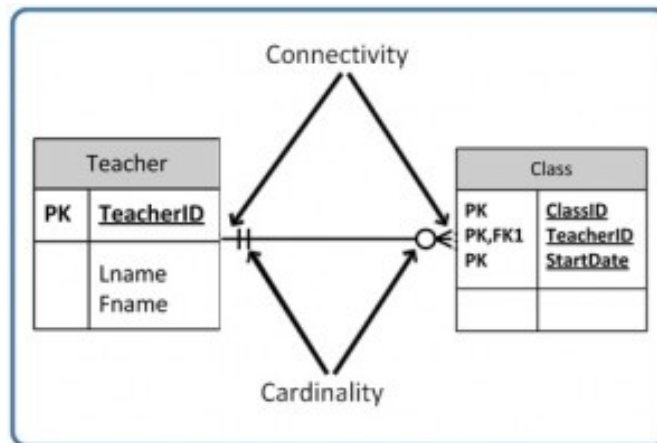 Connectivity
Teacher
PK TeacherID
Lname
Fname
Class
PK ClassID
PK,FK1 TeacherID
PK StartDate
Cardinality